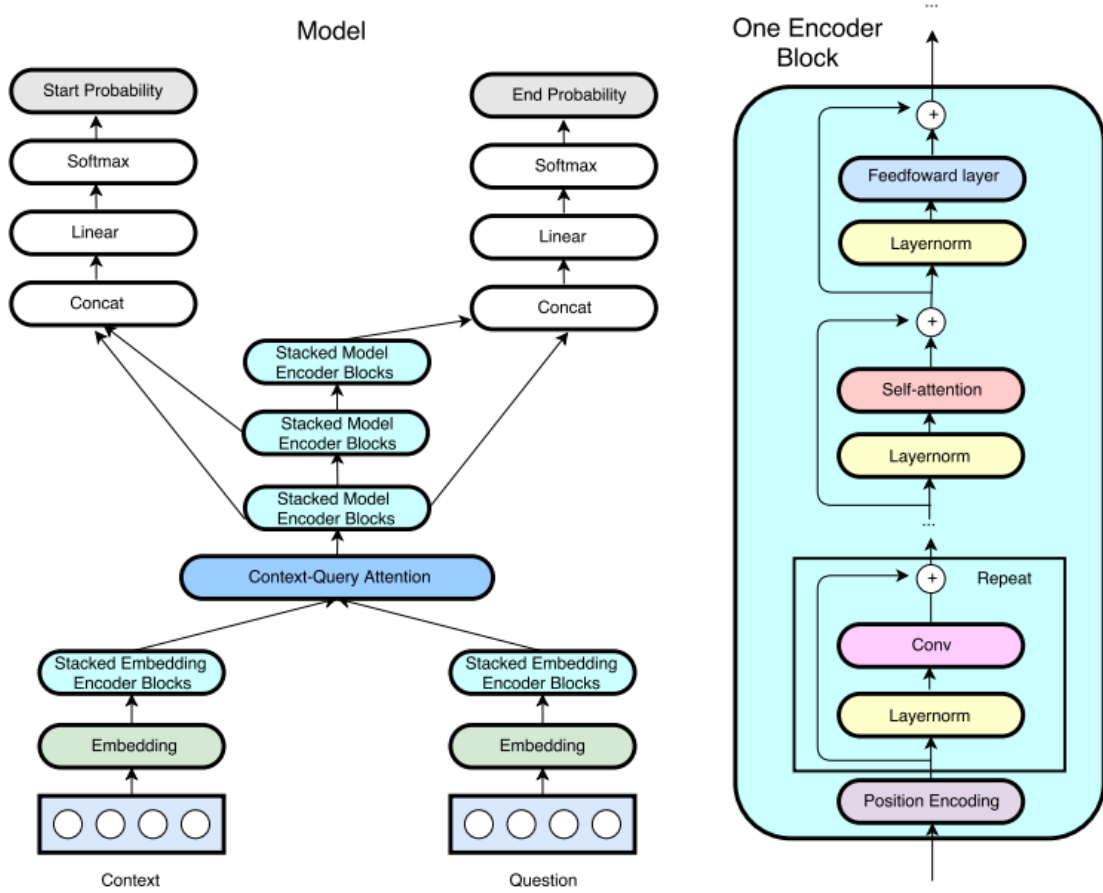 Model
Start Probability
Softmax
Linear
Concat
End Probability
Softmax
Linear
Concat
Stacked Model
Encoder Blocks
Stacked Model
Encoder Blocks
Stacked Model
Encoder Blocks
Context-Query Attention
Stacked Embedding
Encoder Blocks
Stacked Embedding
Encoder Blocks
Embedding
Embedding
Context
Question
One Encoder
Block
...
+
Feedfoward layer
Layernorm
+
Self-attention
Layernorm
...
+
Repeat
Conv
Layernorm
Position Encoding